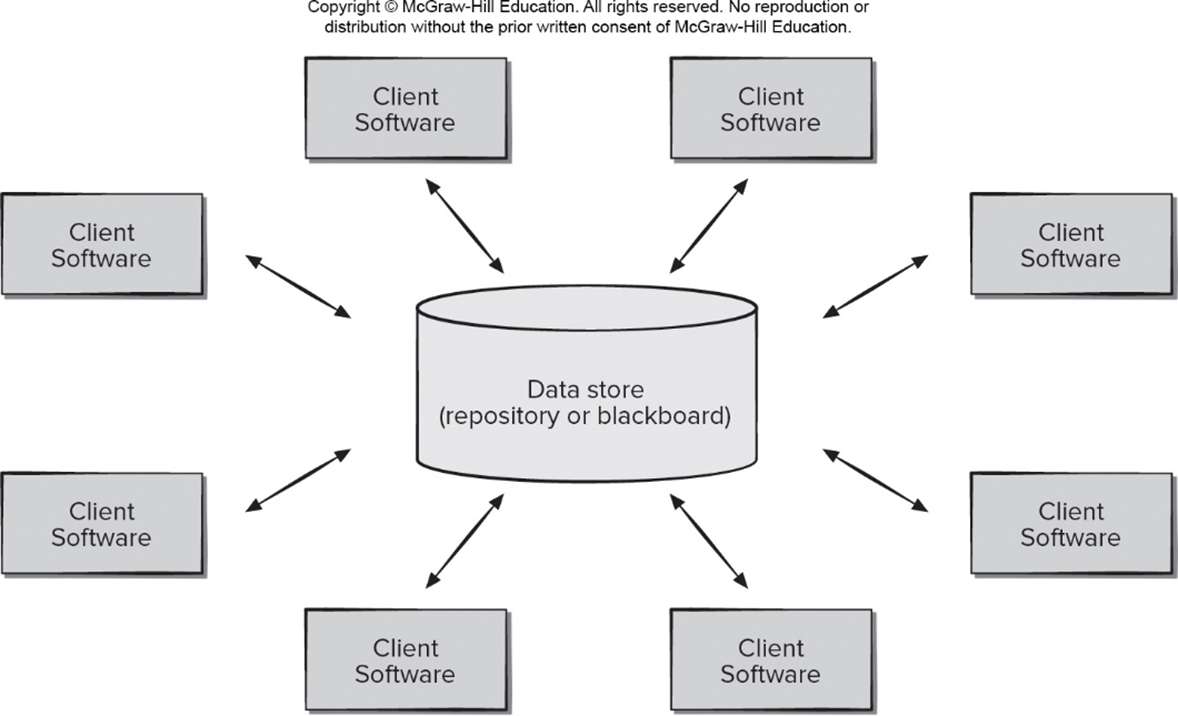 Copyright © McGraw-Hill Education. All rights reserved. No reproduction or
distribution without the prior written consent of McGraw-Hill Education.
Client
Software
Client
Software
Client
Software
Client
Software
Data store
(repository or blackboard)
Client
Software
Client
Software
Client
Software
Client
Software